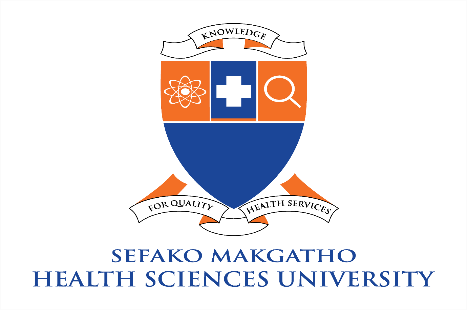 KNOWLEDGE
FOR QUALITY HEALTH SERVICES
SEFAKO MAKGATHO
HEALTH SCIENCES UNIVERSITY